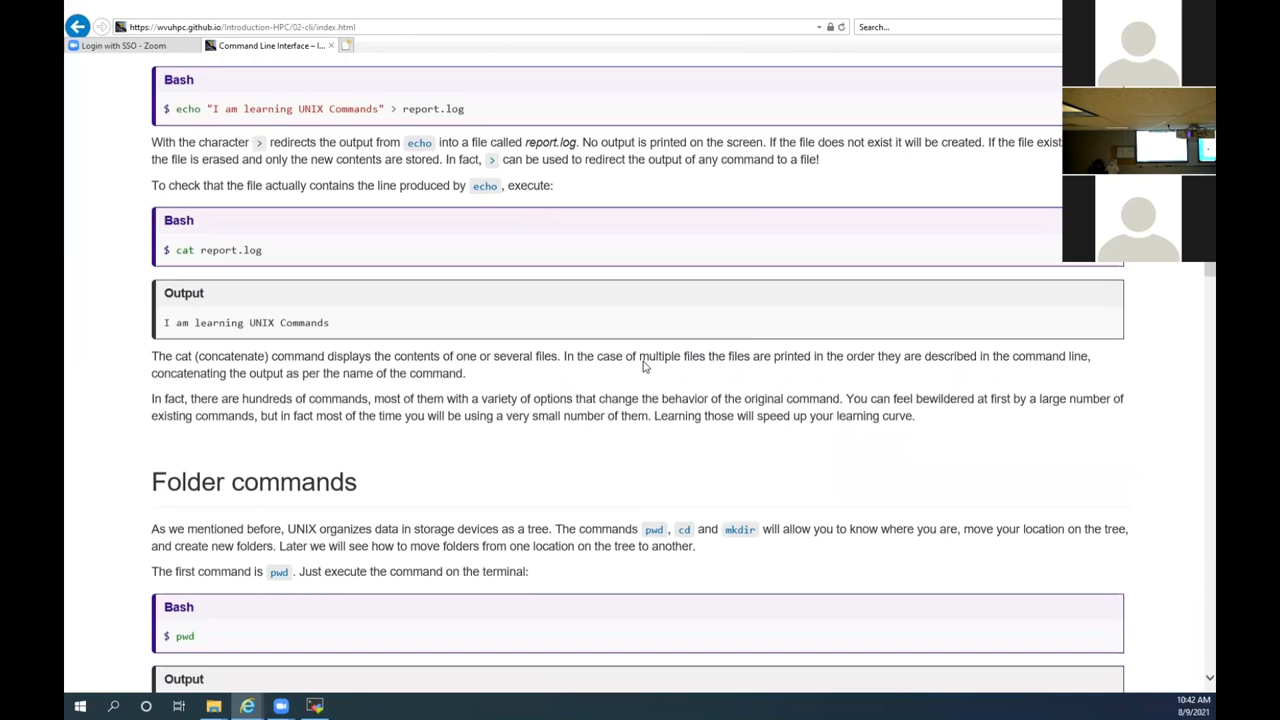 https://wvuhpc.github.io/Introduction-HPC/02-cli/index.html
Search...
Login with SSO - Zoom
Command Line Interface – I...
Bash
$ echo "I am learning UNIX Commands" > report.log
With the character > redirects the output from echo into a file called report.log. No output is printed on the screen. If the file does not exist it will be created. If the file exist
the file is erased and only the new contents are stored. In fact, > can be used to redirect the output of any command to a file!
To check that the file actually contains the line produced by echo , execute:
Bash
$ cat report.log
Output
I am learning UNIX Commands
The cat (concatenate) command displays the contents of one or several files. In the case of multiple files the files are printed in the order they are described in the command line,
concatenating the output as per the name of the command.
In fact, there are hundreds of commands, most of them with a variety of options that change the behavior of the original command. You can feel bewildered at first by a large number of
existing commands, but in fact most of the time you will be using a very small number of them. Learning those will speed up your learning curve.
Folder commands
As we mentioned before, UNIX organizes data in storage devices as a tree. The commands pwd , cd and mkdir will allow you to know where you are, move your location on the tree,
and create new folders. Later we will see how to move folders from one location on the tree to another.
The first command is pwd . Just execute the command on the terminal:
Bash
$ pwd
Output
10:42 AM
8/9/2021